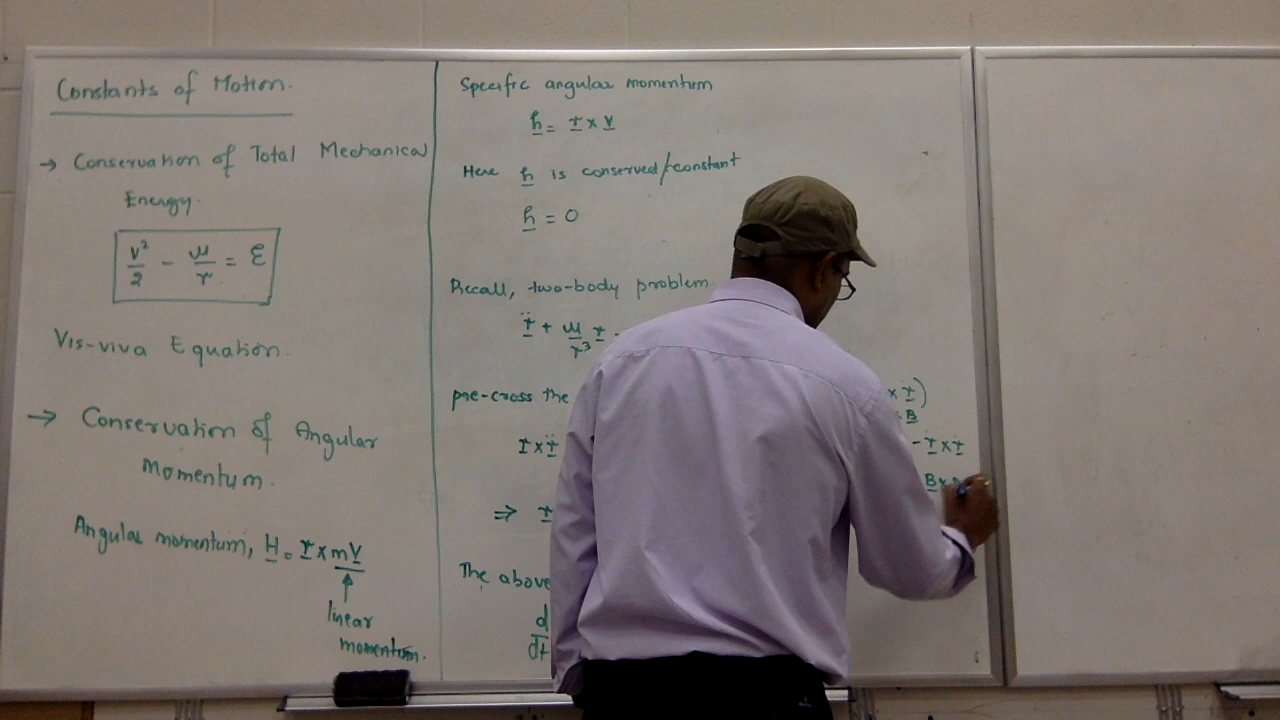 Constants of Motion.
→ Conservation of Total Mechanical
Energy.
v²/2 - μ/r = ε
Vis-viva Equation.
→ Conservation of Angular
Momentum.
Angular momentum, H = r × mV
↑
linear
momentum.
Specific angular momentum
h = r × v
Here h is conserved/constant
h = 0
Recall, two-body problem
r̈ + μ/r³ r
pre-cross the
r × r̈
⇒ r
The above
d/dt
× ṙ)
B
- r × r
B ×